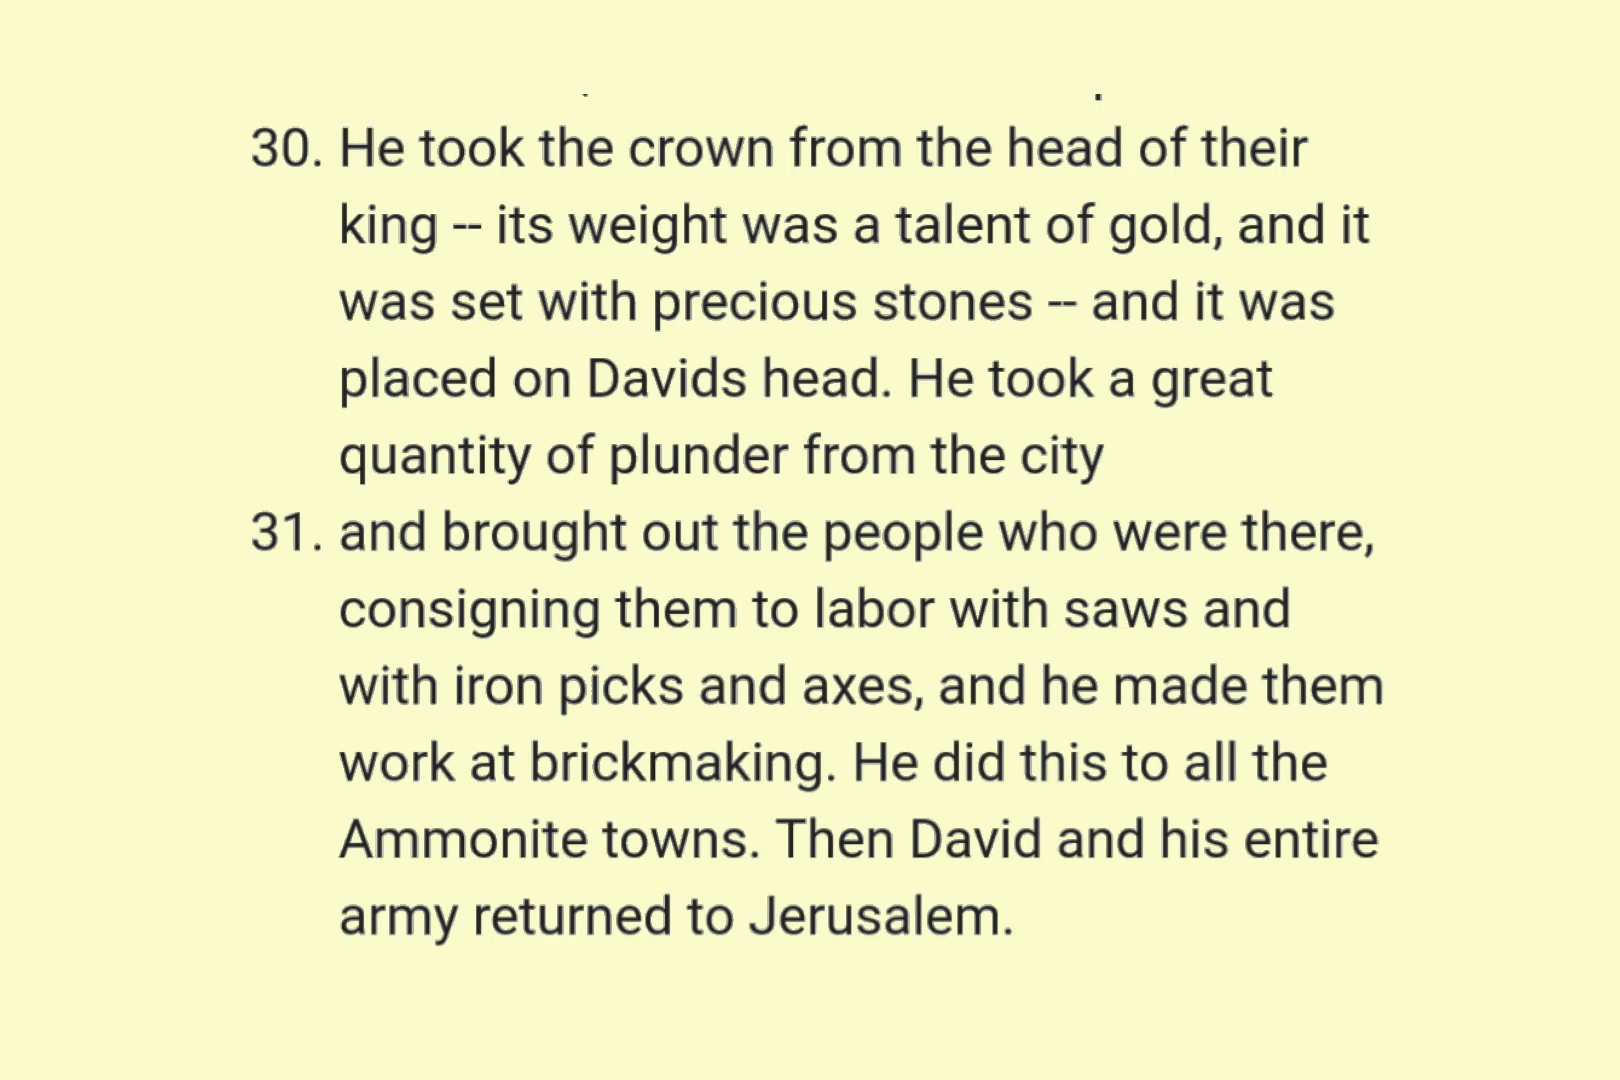 30. He took the crown from the head of their
king -- its weight was a talent of gold, and it
was set with precious stones -- and it was
placed on Davids head. He took a great
quantity of plunder from the city
31. and brought out the people who were there,
consigning them to labor with saws and
with iron picks and axes, and he made them
work at brickmaking. He did this to all the
Ammonite towns. Then David and his entire
army returned to Jerusalem.